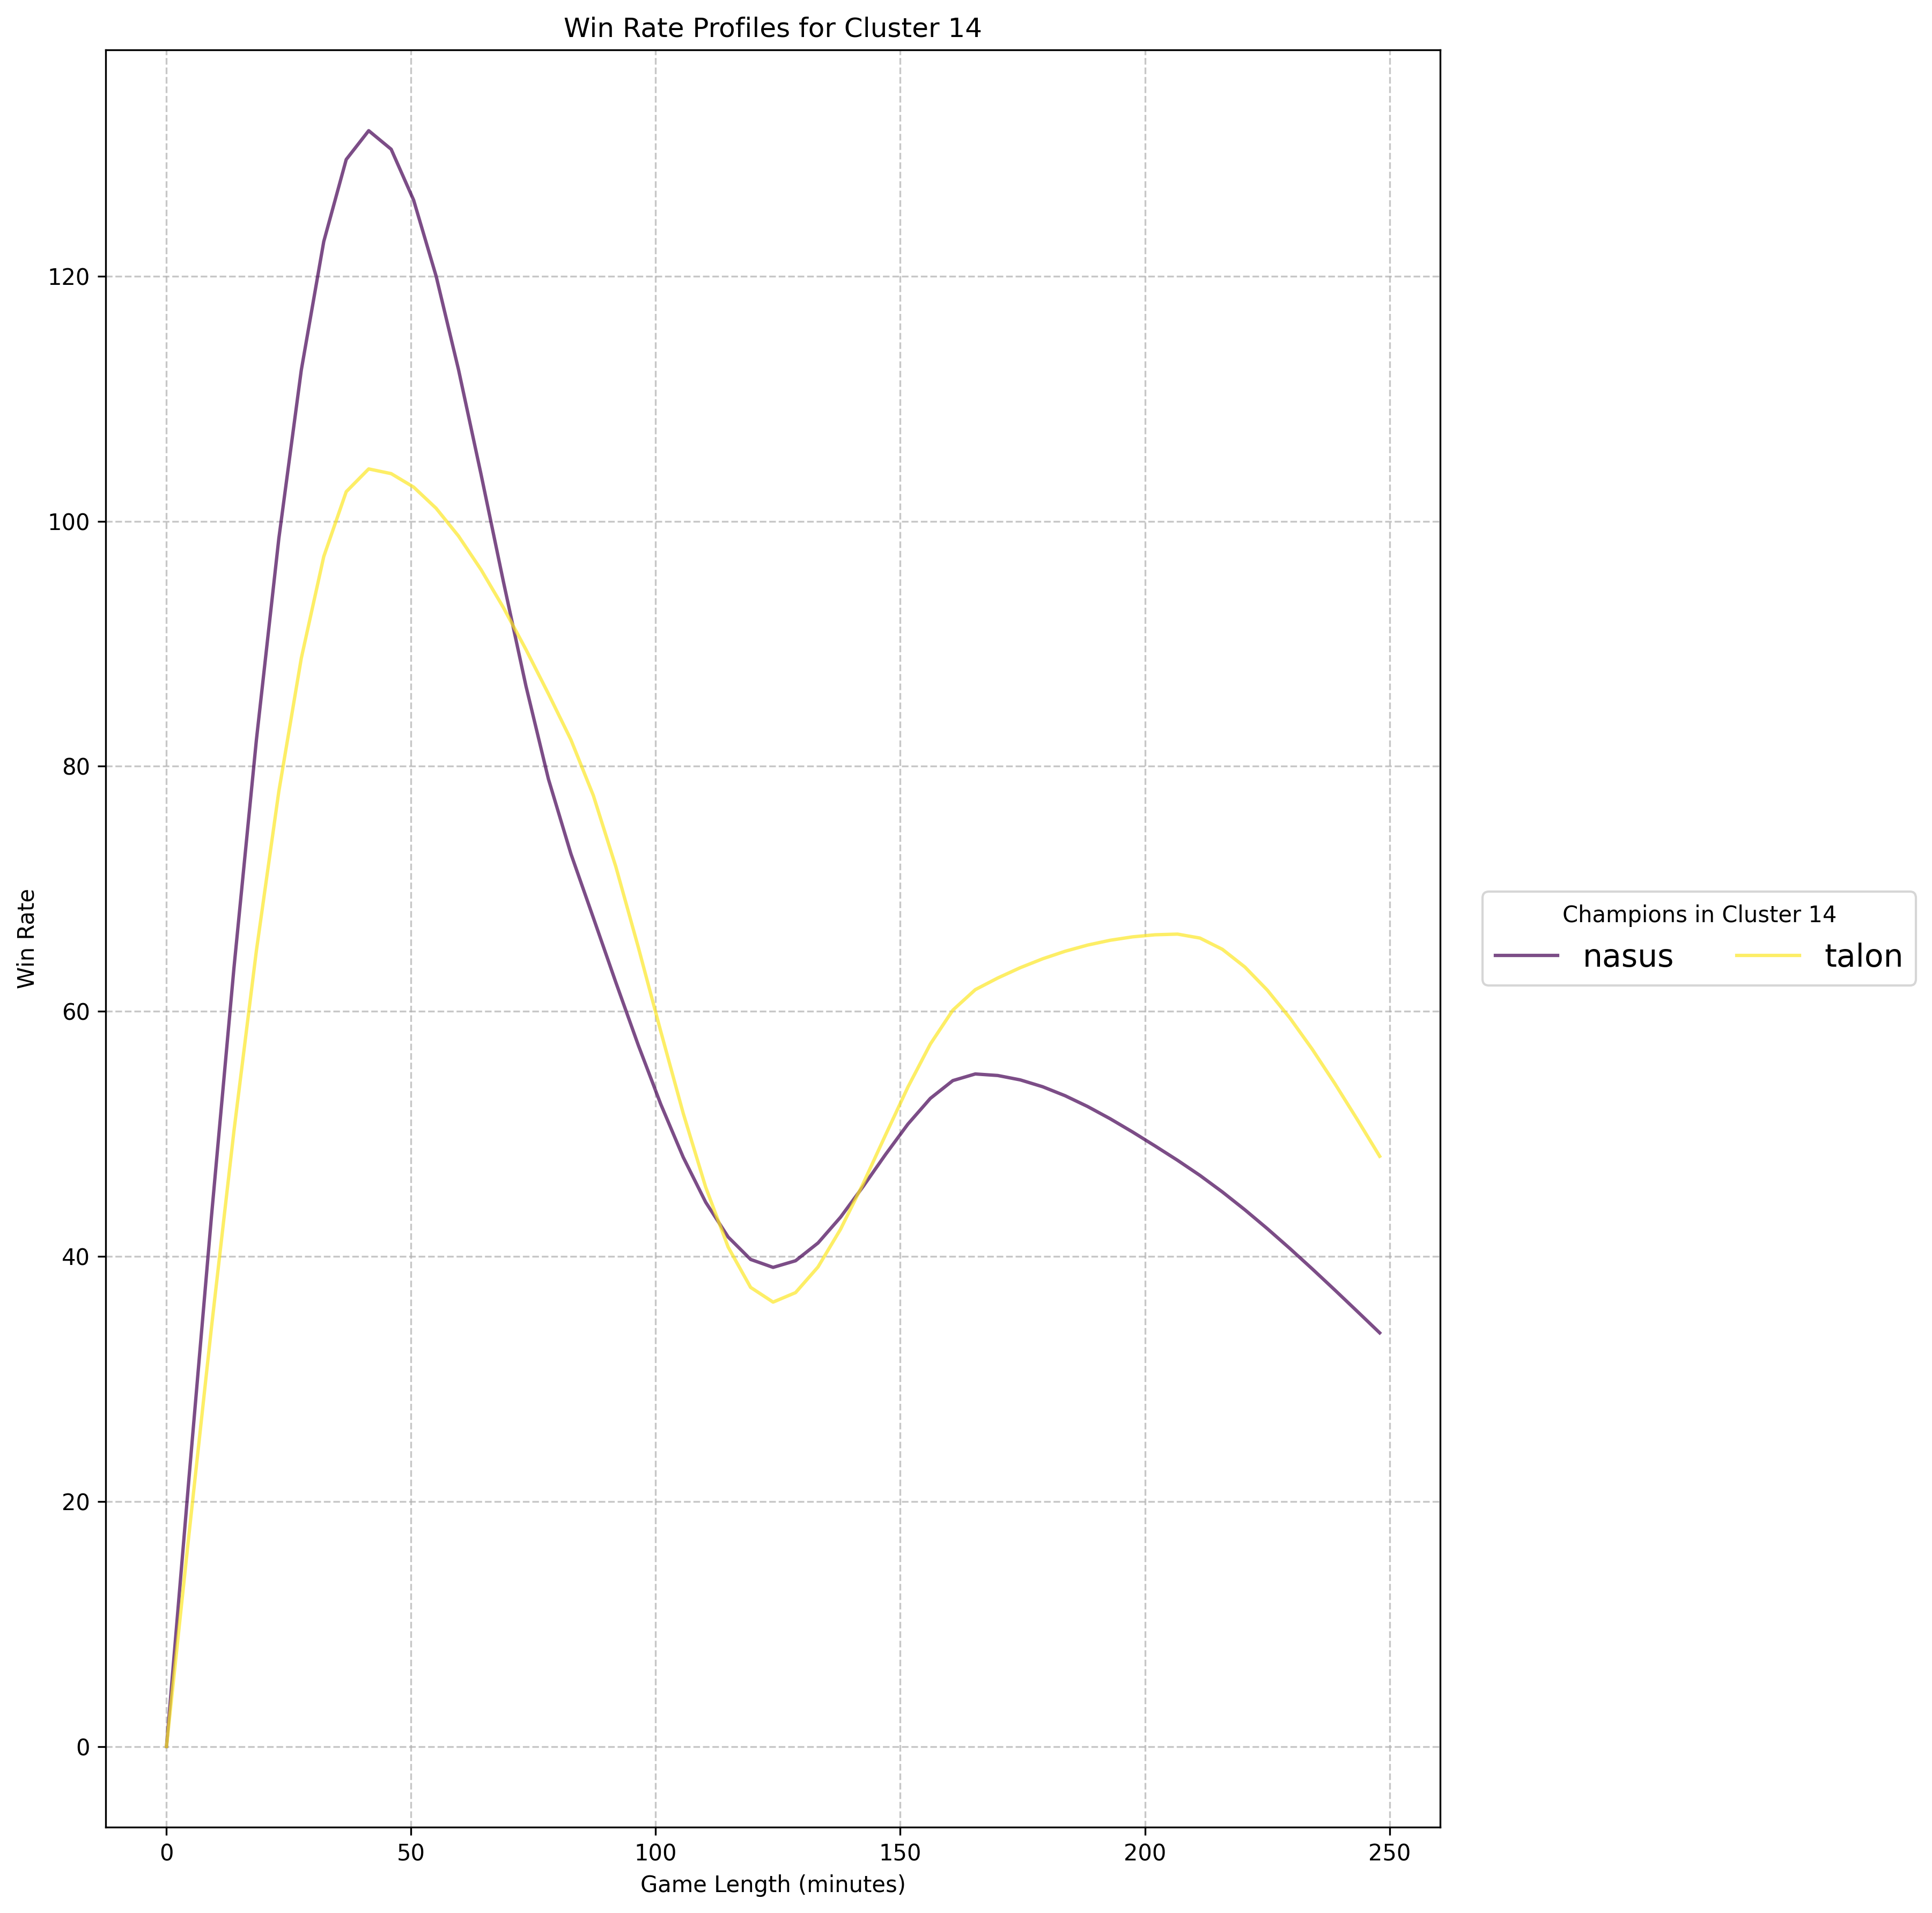 Win Rate Profiles for Cluster 14
Win Rate
120
100
80
60
40
20
0
0 50 100 150 200 250
Game Length (minutes)
Champions in Cluster 14
nasus talon